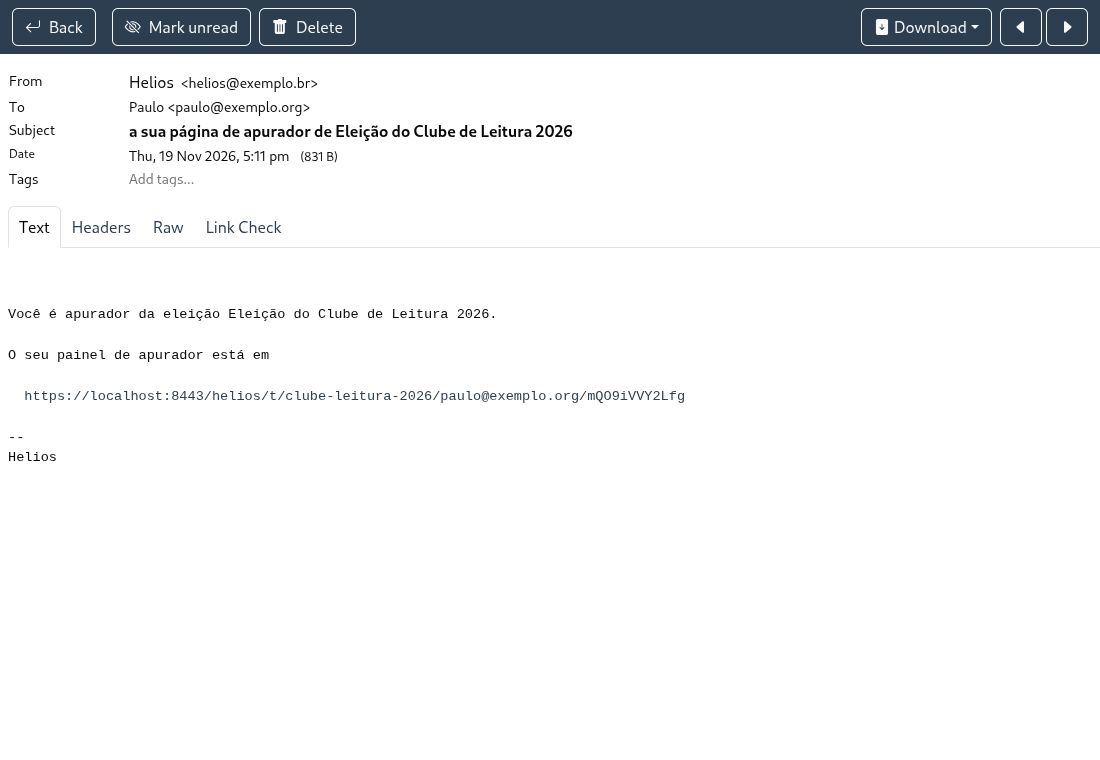 Back
Mark unread
Delete
Download
From Helios <helios@exemplo.br>
To Paulo <paulo@exemplo.org>
Subject a sua página de apurador de Eleição do Clube de Leitura 2026
Date Thu, 19 Nov 2026, 5:11 pm (831 B)
Tags Add tags...
Text Headers Raw Link Check
Você é apurador da eleição Eleição do Clube de Leitura 2026.
O seu painel de apurador está em
https://localhost:8443/helios/t/clube-leitura-2026/paulo@exemplo.org/mQO9iVVY2Lfg
--
Helios